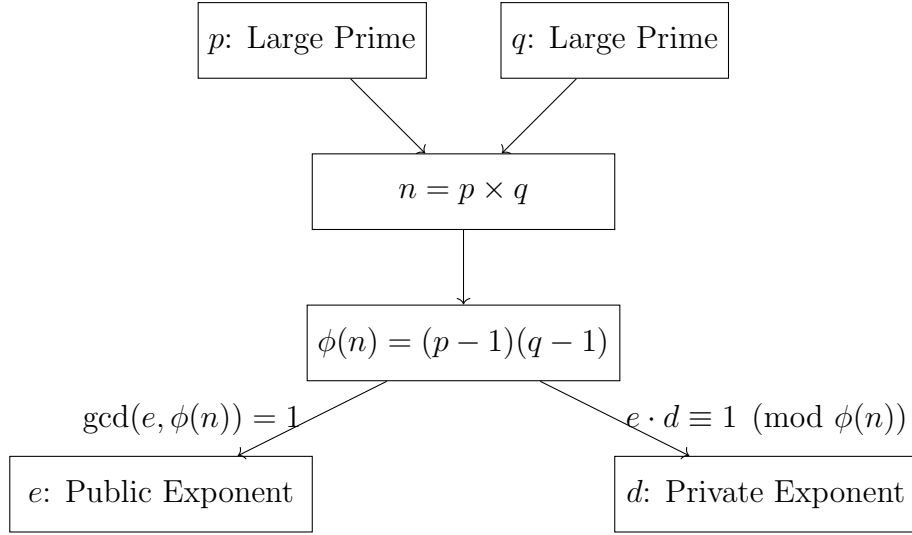 p: Large Prime
q: Large Prime
n = p × q
ϕ(n) = (p − 1)(q − 1)
gcd(e, ϕ(n)) = 1
e · d ≡ 1 (mod ϕ(n))
e: Public Exponent
d: Private Exponent